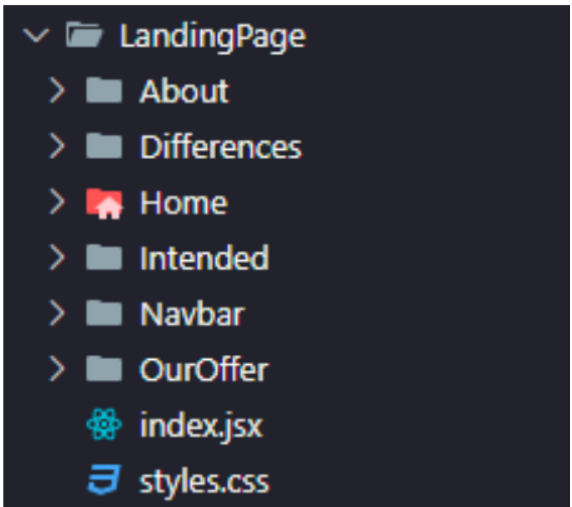 LandingPage
About
Differences
Home
Intended
Navbar
OurOffer
index.jsx
styles.css